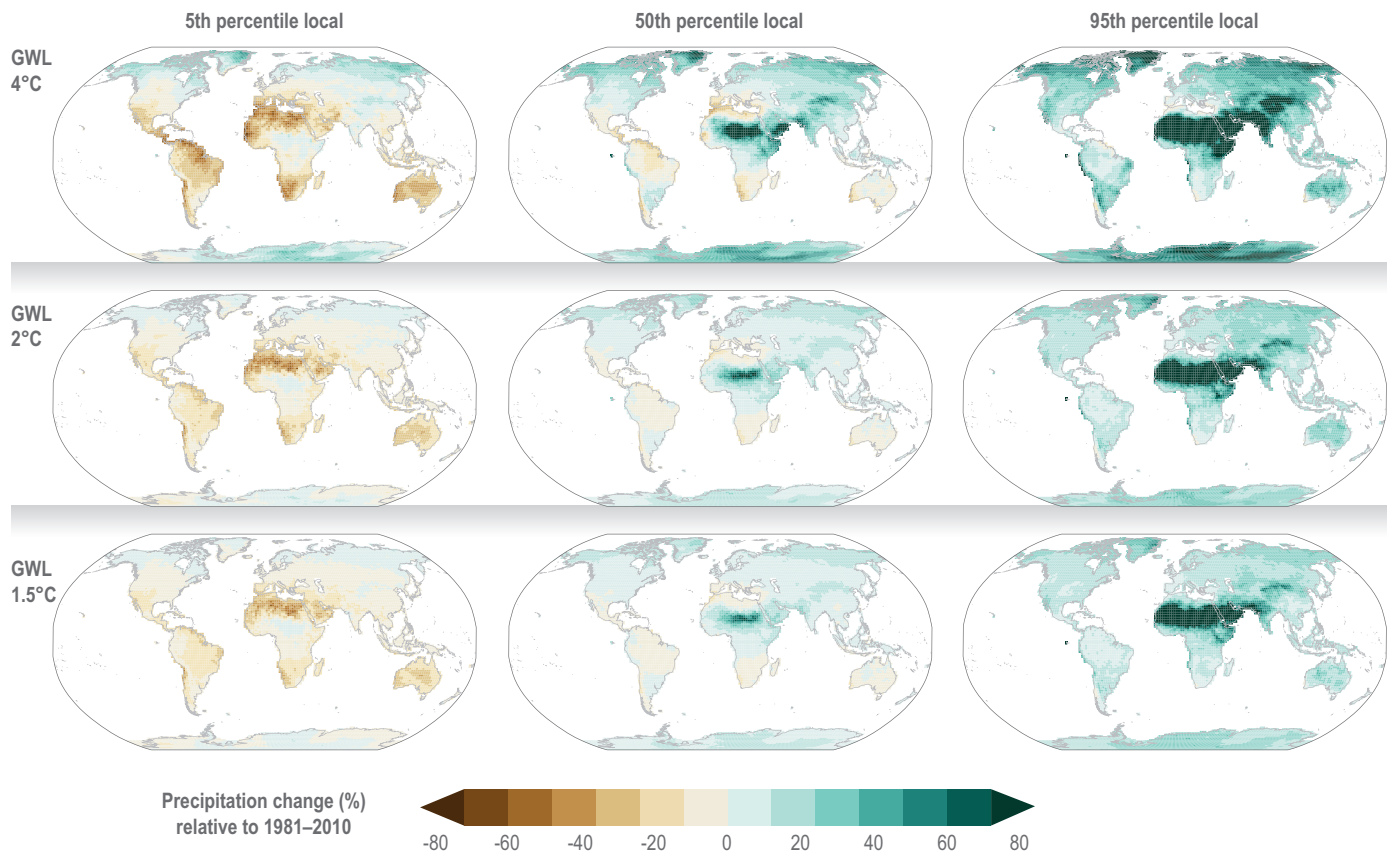 5th percentile local
50th percentile local
95th percentile local
GWL
4°C
GWL
2°C
GWL
1.5°C
Precipitation change (%)
relative to 1981–2010
-80 -60 -40 -20 0 20 40 60 80